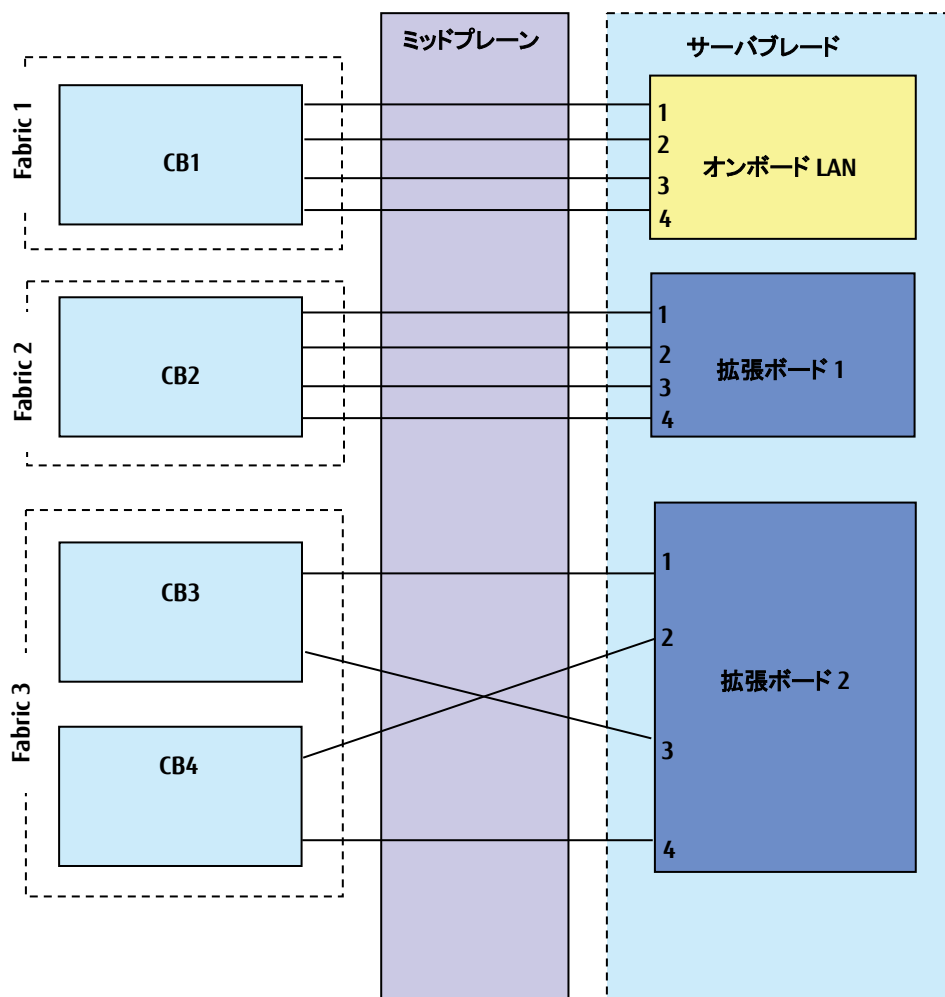 ミッドプレーン
サーバブレード
Fabric 1
CB1
1
2
3
4
オンボード LAN
Fabric 2
CB2
1
2
3
4
拡張ボード 1
Fabric 3
CB3
CB4
1
2
3
4
拡張ボード 2